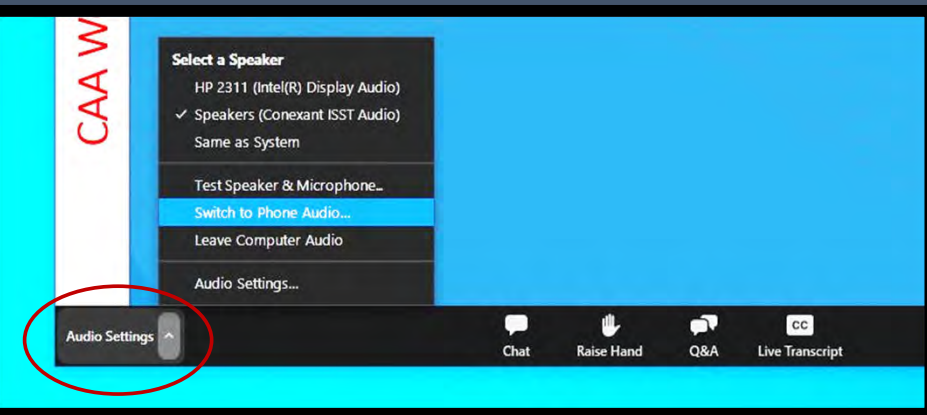 CAA W
Select a Speaker
HP 2311 (Intel(R) Display Audio)
✓ Speakers (Conexant ISST Audio)
Same as System
Test Speaker & Microphone...
Switch to Phone Audio...
Leave Computer Audio
Audio Settings...
Audio Settings
Chat
Raise Hand
Q&A
CC
Live Transcript